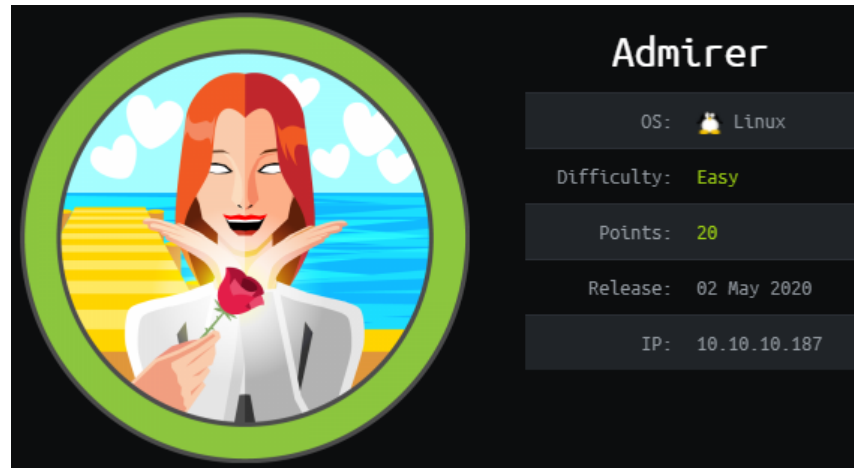 Admirer
OS: Linux
Difficulty: Easy
Points: 20
Release: 02 May 2020
IP: 10.10.10.187